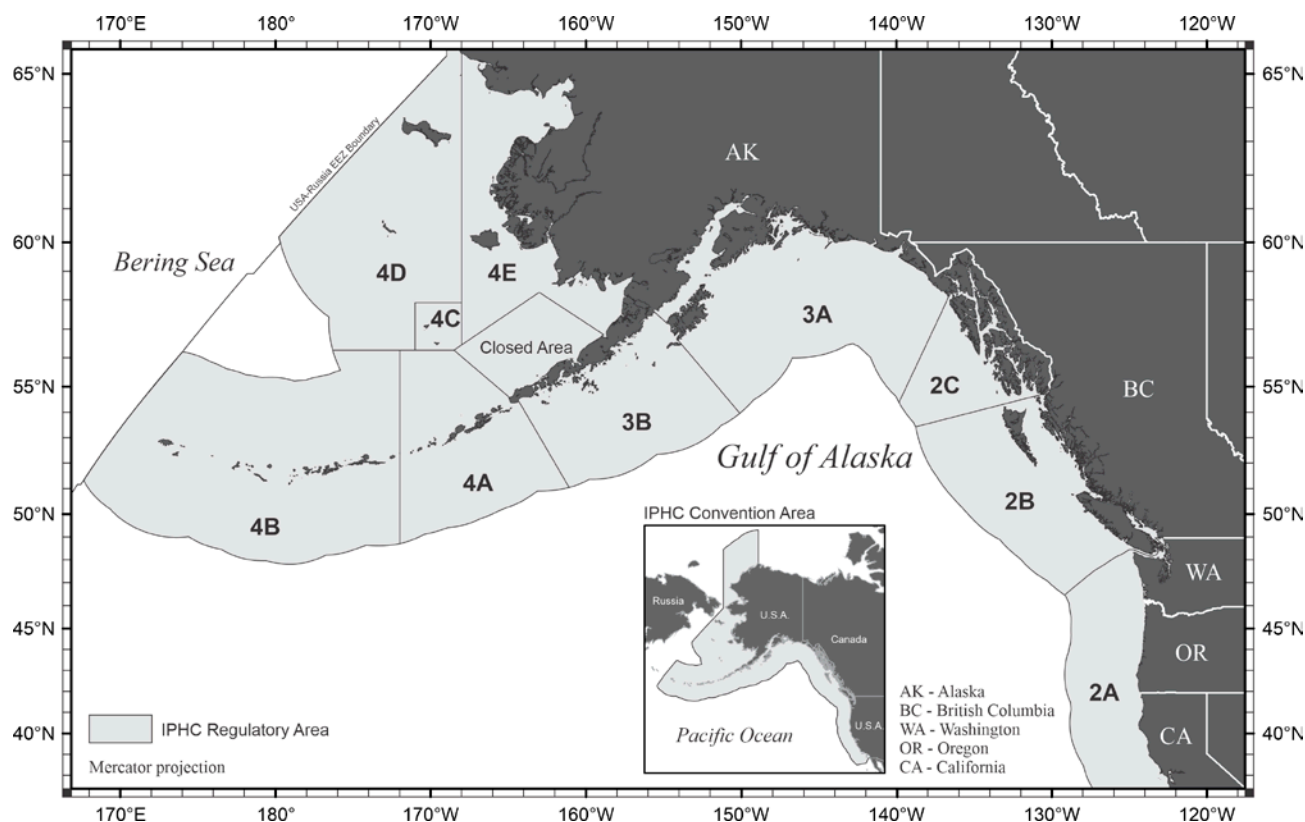 170°E 180° 170°W 160°W 150°W 140°W 130°W 120°W
65°N 65°N
USA-Russia EEZ Boundary
AK
60°N 60°N
Bering Sea
4D 4E
3A
4C
Closed Area
55°N 55°N
2C
BC
3B
Gulf of Alaska
4A
2B
50°N 50°N
4B
IPHC Convention Area
WA
Russia
U.S.A.
Canada
45°N 45°N
OR
2A
AK - Alaska
BC - British Columbia
U.S.A.
IPHC Regulatory Area
Pacific Ocean
WA - Washington
40°N 40°N
CA
OR - Oregon
Mercator projection
CA - California
170°E 180° 170°W 160°W 150°W 140°W 130°W 120°W